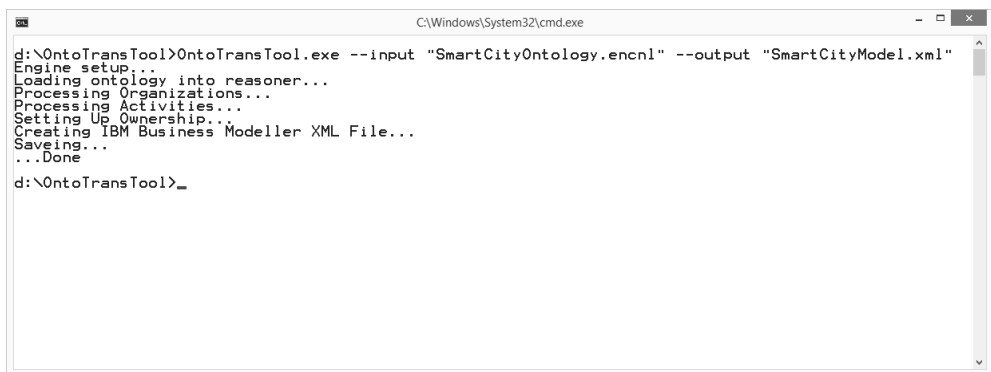 C:\Windows\System32\cmd.exe
d:\OntoTransTool>OntoTransTool.exe --input "SmartCityOntology.encnl" --output "SmartCityModel.xml"
Engine setup...
Loading ontology into reasoner...
Processing Organizations...
Processing Activities...
Setting Up Ownership...
Creating IBM Business Modeller XML File...
Saveing...
...Done
d:\OntoTransTool>_